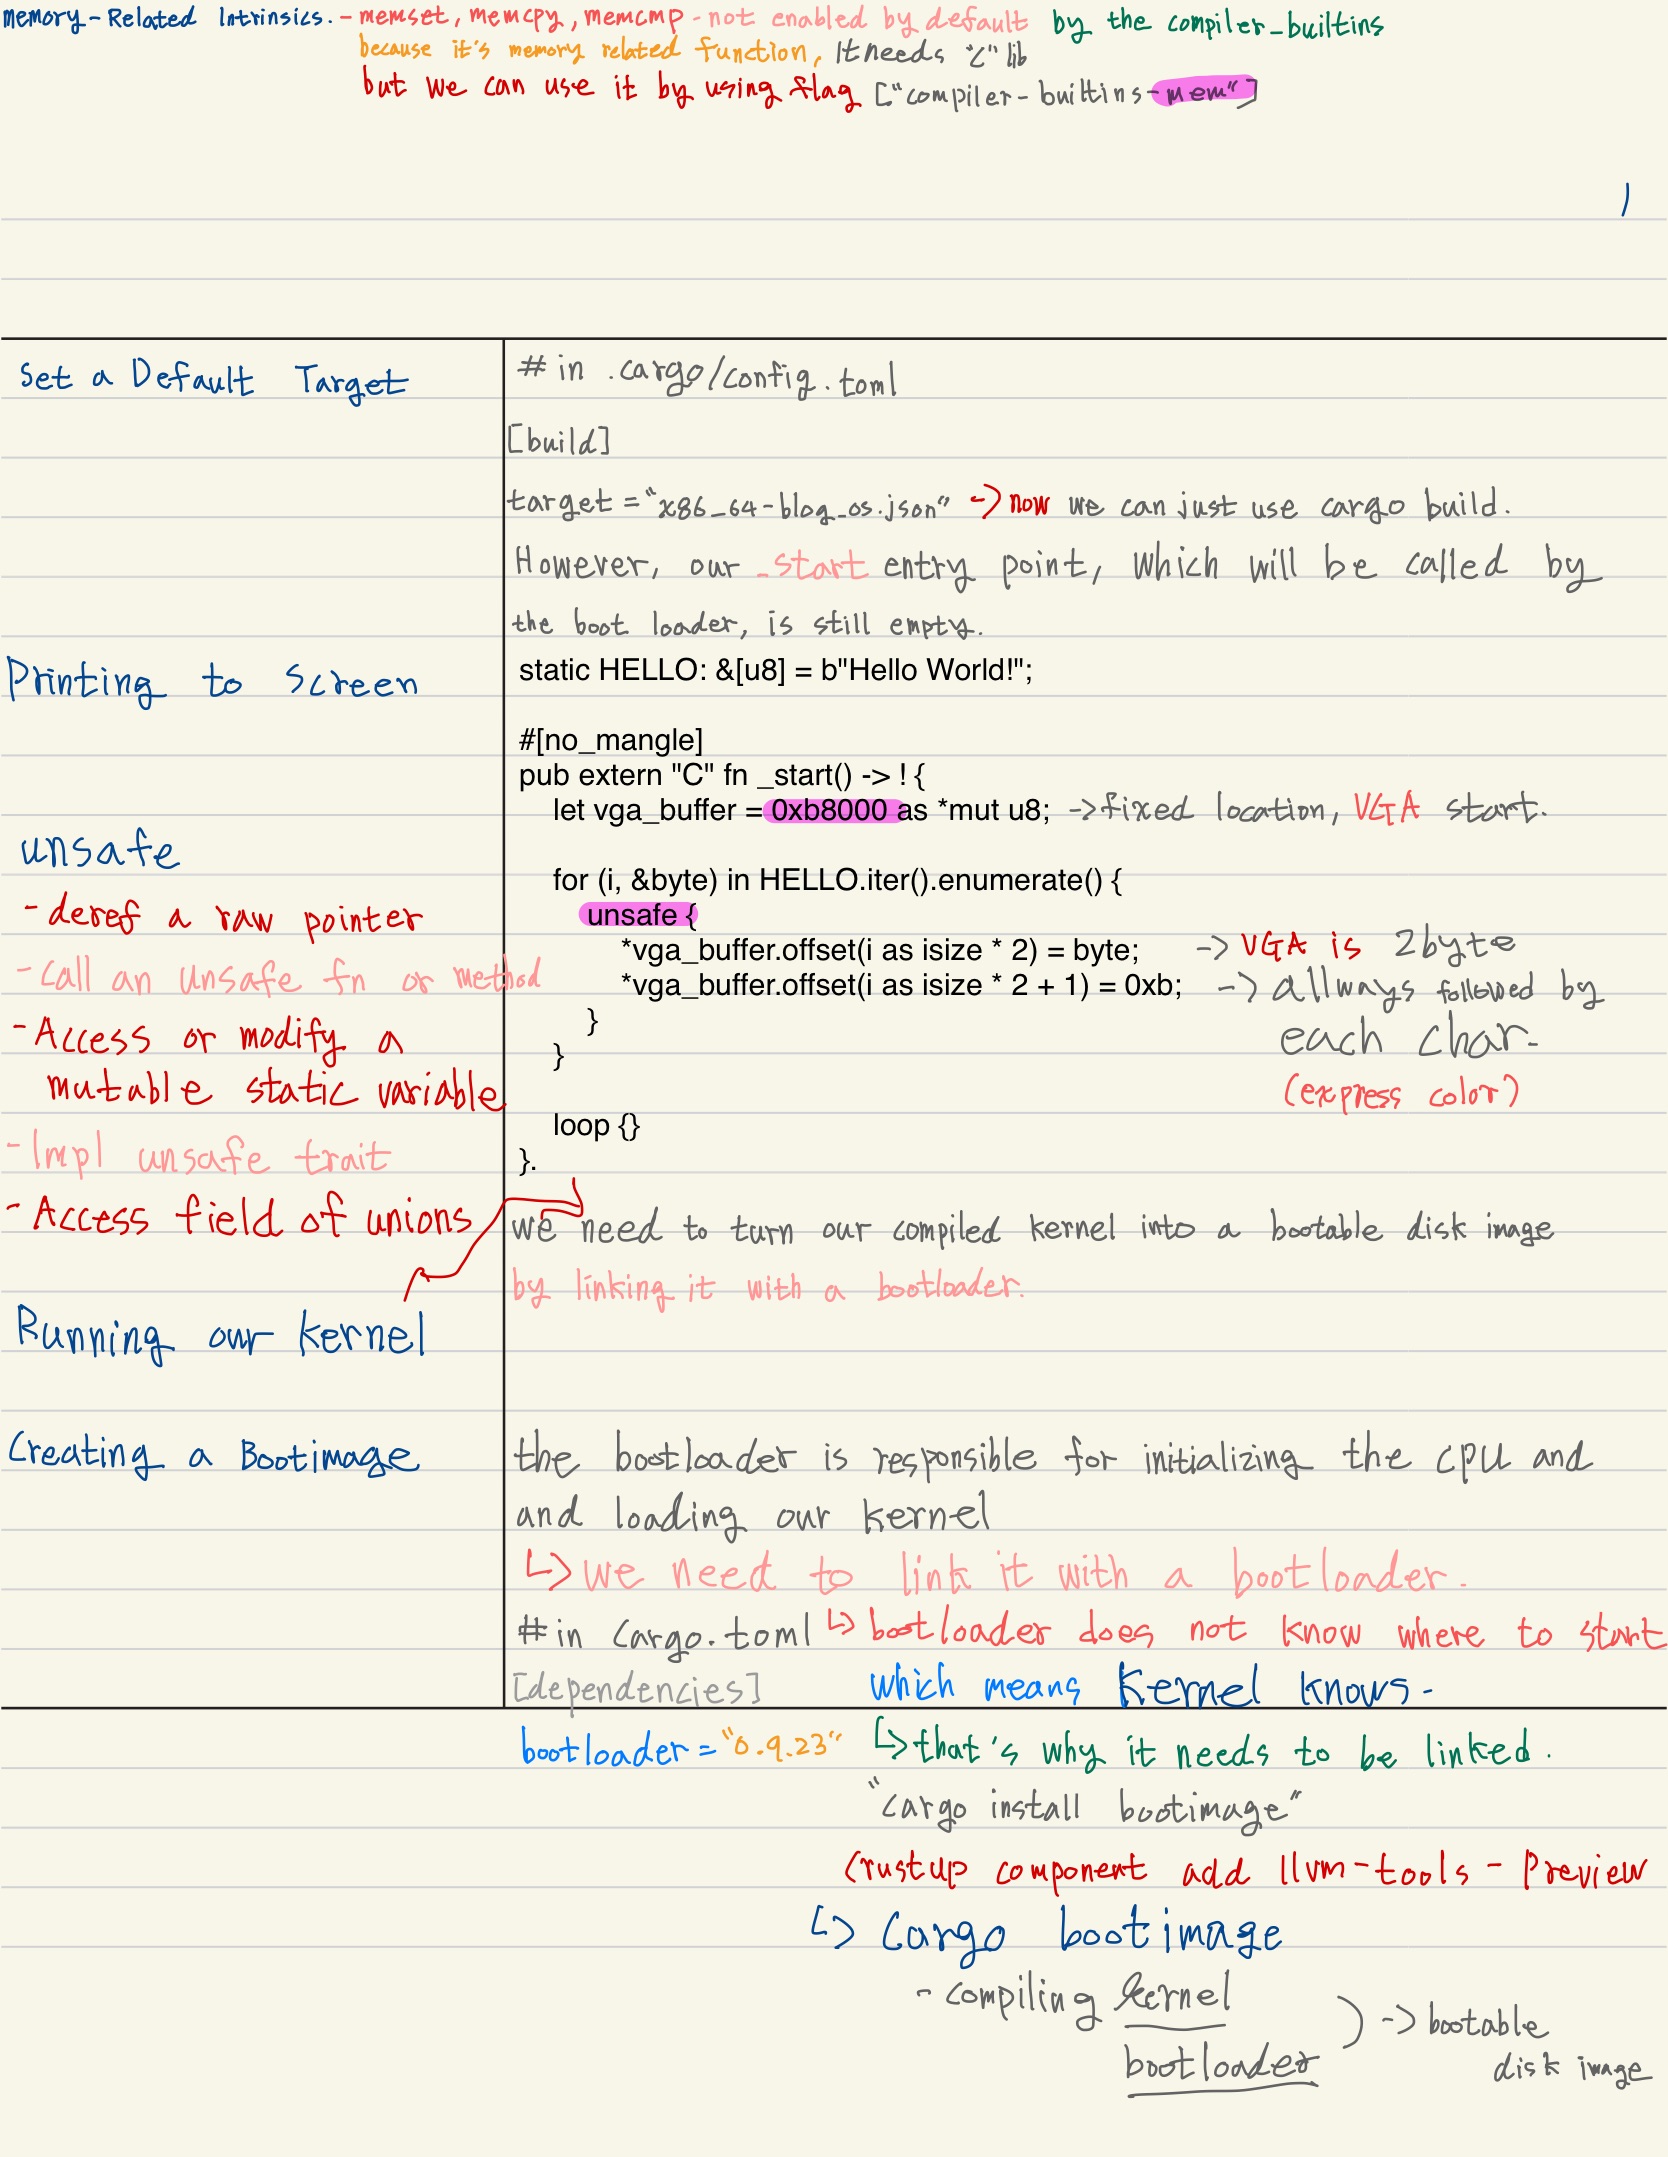 memory-Related Intrinsics. - memset, memcpy, memcmp - not enabled by default by the compiler_builtins
because it's memory related function, It needs "C" lib
but we can use it by using flag ["compiler-builtins-mem"]
Set a Default Target
# in .cargo/config.toml
[build]
target = "x86_64-blog_os.json" -> now we can just use cargo build.
However, our _start entry point, which will be called by
the boot loader, is still empty.
Printing to screen
static HELLO: &[u8] = b"Hello World!";
#[no_mangle]
pub extern "C" fn _start() -> ! {
let vga_buffer = 0xb8000 as *mut u8; -> fixed location, VGA start.
for (i, &byte) in HELLO.iter().enumerate() {
unsafe {
*vga_buffer.offset(i as isize * 2) = byte; -> VGA is 2byte
*vga_buffer.offset(i as isize * 2 + 1) = 0xb; -> allways followed by
each char-
(express color)
}
}
loop {}
}.
unsafe
- deref a raw pointer
- call an unsafe fn or method
- Access or modify a
mutable static variable
- Impl unsafe trait
- Access field of unions
Running our kernel
we need to turn our compiled kernel into a bootable disk image
by linking it with a bootloader.
Creating a Bootimage
the bootloader is responsible for initializing the cpu and
and loading our kernel
↳ we need to link it with a bootloader.
# in Cargo.toml ↳ bootloader does not know where to start
[dependencies] which means kernel knows -
bootloader = "0.9.23" ↳ that's why it needs to be linked.
"cargo install bootimage"
(rustup component add llvm-tools-preview
↳ cargo bootimage
- compiling kernel
bootloader
) -> bootable
disk image